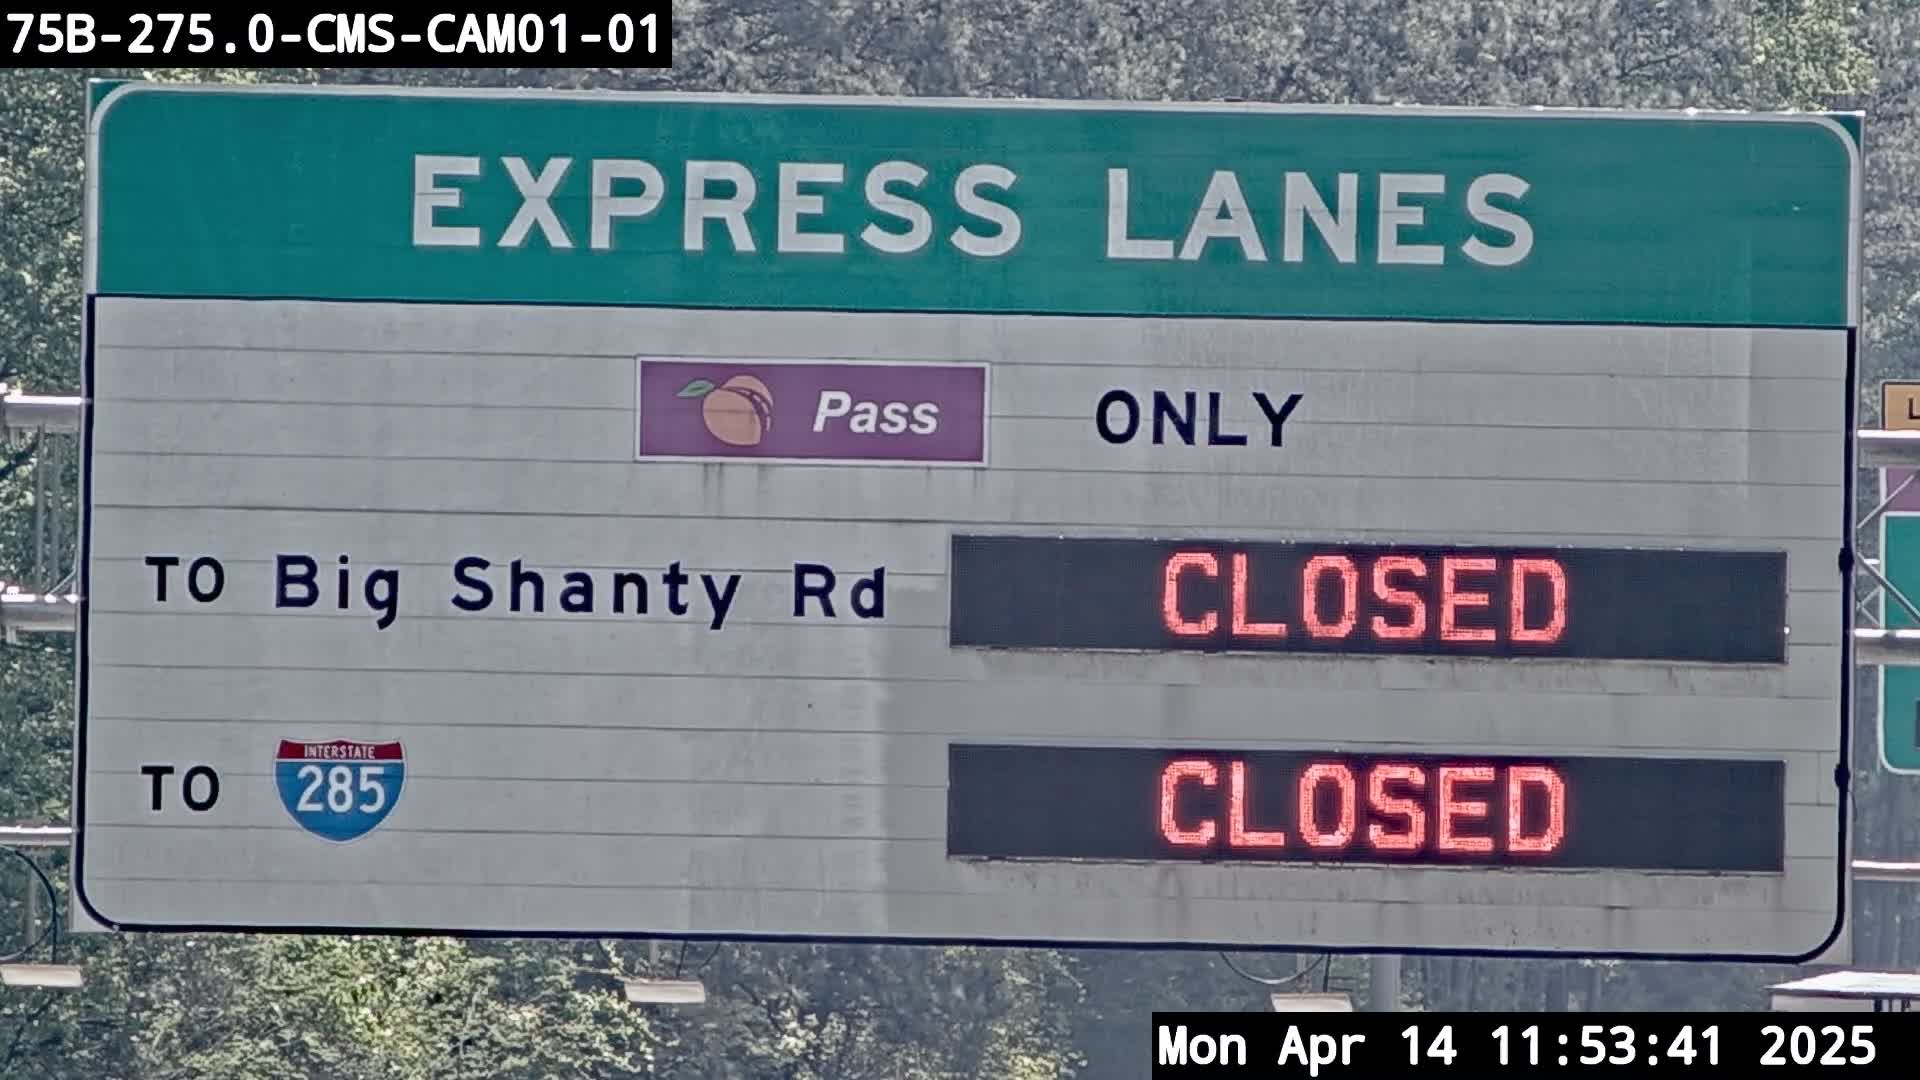 75B-275.0-CMS-CAM01-01
EXPRESS LANES
Pass ONLY
TO Big Shanty Rd CLOSED
TO INTERSTATE 285 CLOSED
Mon Apr 14 11:53:41 2025